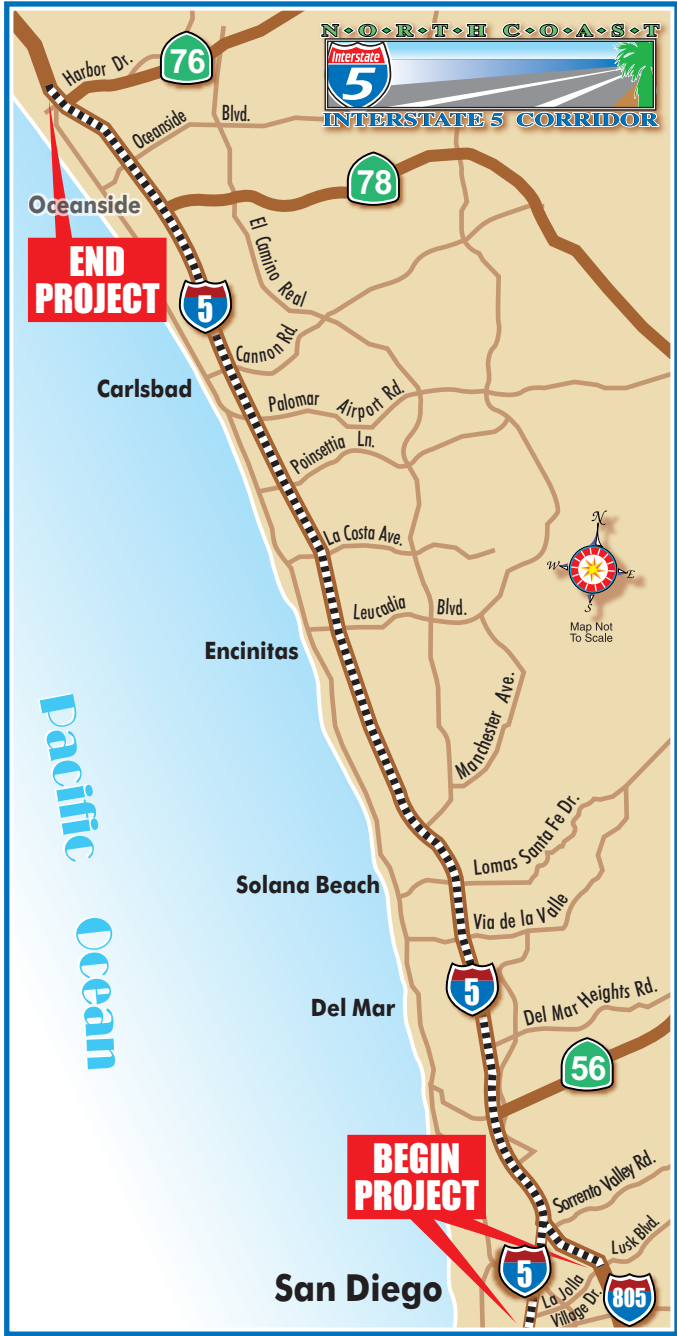 N•O•R•T•H C•O•A•S•T
Interstate
5
INTERSTATE 5 CORRIDOR
Harbor Dr.
76
Oceanside Blvd.
78
Oceanside
END
PROJECT
El Camino Real
5
Cannon Rd.
Carlsbad
Palomar Airport Rd.
Poinsettia Ln.
La Costa Ave.
N
W
E
S
Map Not
To Scale
Leucadia Blvd.
Encinitas
Manchester Ave.
Pacific Ocean
Lomas Santa Fe Dr.
Solana Beach
Via de la Valle
5
Del Mar
Del Mar Heights Rd.
56
BEGIN
PROJECT
Sorrento Valley Rd.
Lusk Blvd.
5
San Diego
La Jolla
Village Dr.
805